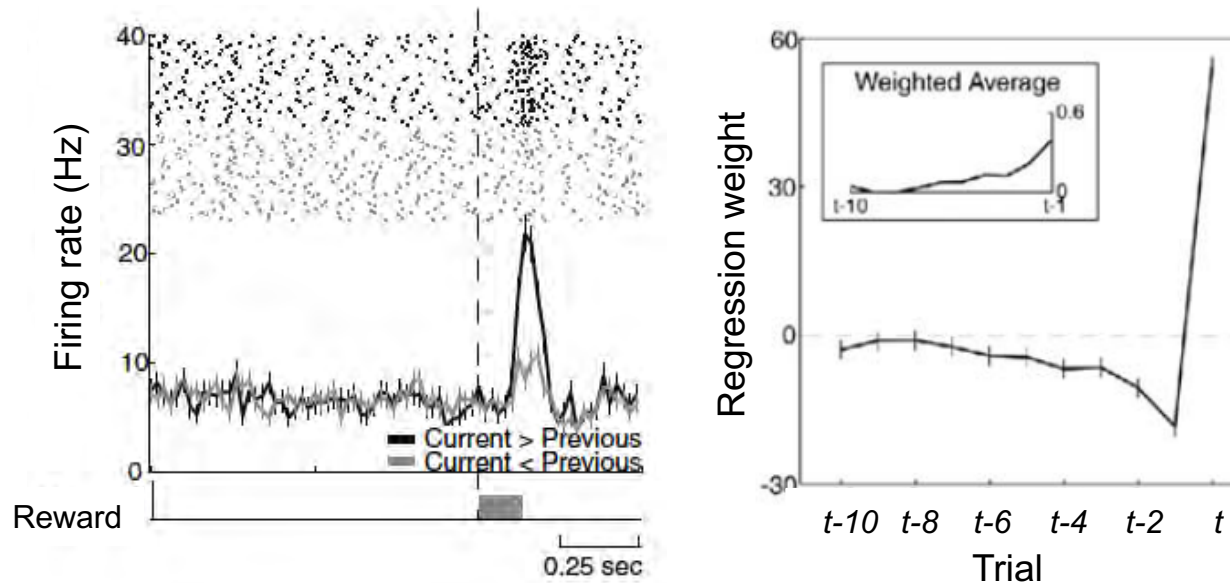 Firing rate (Hz)
40
30
20
10
0
Current > Previous
Current < Previous
Reward
0.25 sec
Regression weight
60
30
0
-30
Weighted Average
0.6
0
t-10
t-1
t-10 t-8 t-6 t-4 t-2 t
Trial